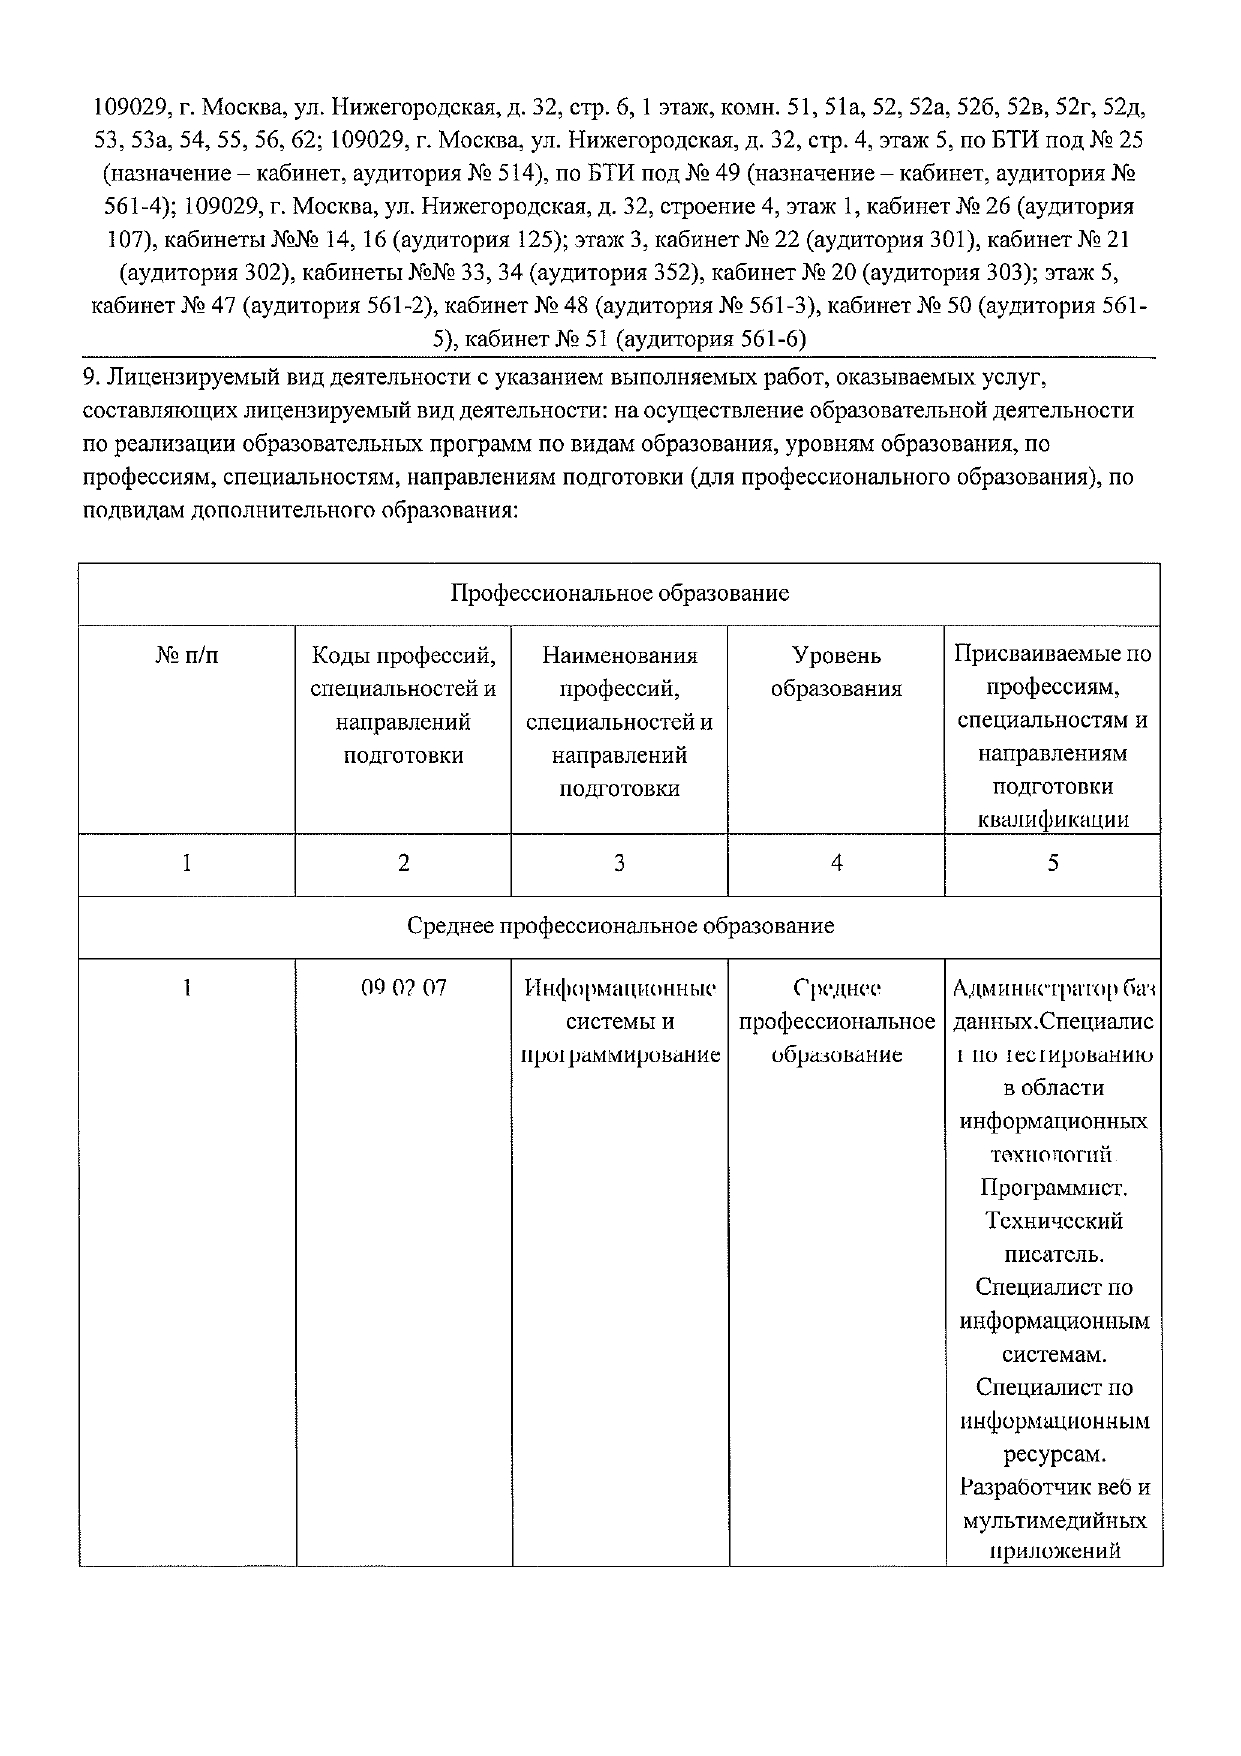 109029, г. Москва, ул. Нижегородская, д. 32, стр. 6, 1 этаж, комн. 51, 51а, 52, 52а, 52б, 52в, 52г, 52д,
53, 53а, 54, 55, 56, 62; 109029, г. Москва, ул. Нижегородская, д. 32, стр. 4, этаж 5, по БТИ под № 25
(назначение – кабинет, аудитория № 514), по БТИ под № 49 (назначение – кабинет, аудитория №
561-4); 109029, г. Москва, ул. Нижегородская, д. 32, строение 4, этаж 1, кабинет № 26 (аудитория
107), кабинеты №№ 14, 16 (аудитория 125); этаж 3, кабинет № 22 (аудитория 301), кабинет № 21
(аудитория 302), кабинеты №№ 33, 34 (аудитория 352), кабинет № 20 (аудитория 303); этаж 5,
кабинет № 47 (аудитория 561-2), кабинет № 48 (аудитория № 561-3), кабинет № 50 (аудитория 561-
5), кабинет № 51 (аудитория 561-6)
9. Лицензируемый вид деятельности с указанием выполняемых работ, оказываемых услуг,
составляющих лицензируемый вид деятельности: на осуществление образовательной деятельности
по реализации образовательных программ по видам образования, уровням образования, по
профессиям, специальностям, направлениям подготовки (для профессионального образования), по
подвидам дополнительного образования:
Профессиональное образование
№ п/п
Коды профессий,
специальностей и
направлений
подготовки
Наименования
профессий,
специальностей и
направлений
подготовки
Уровень
образования
Присваиваемые по
профессиям,
специальностям и
направлениям
подготовки
квалификации
1
2
3
4
5
Среднее профессиональное образование
1
09.02.07
Информационные
системы и
программирование
Среднее
профессиональное
образование
Администратор баз
данных.Специалис
т по тестированию
в области
информационных
технологий.
Программист.
Технический
писатель.
Специалист по
информационным
системам.
Специалист по
информационным
ресурсам.
Разработчик веб и
мультимедийных
приложений